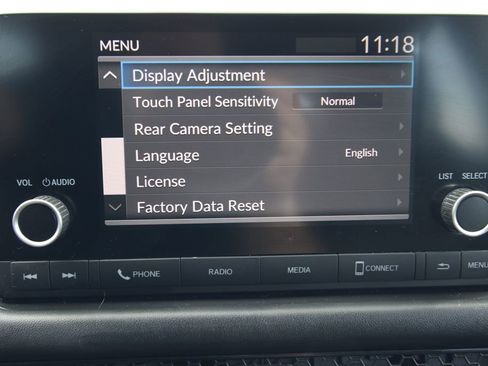 MENU 11:18
Display Adjustment
Touch Panel Sensitivity Normal
Rear Camera Setting
Language English
License
Factory Data Reset
VOL AUDIO
LIST SELECT
PHONE RADIO MEDIA CONNECT MENU